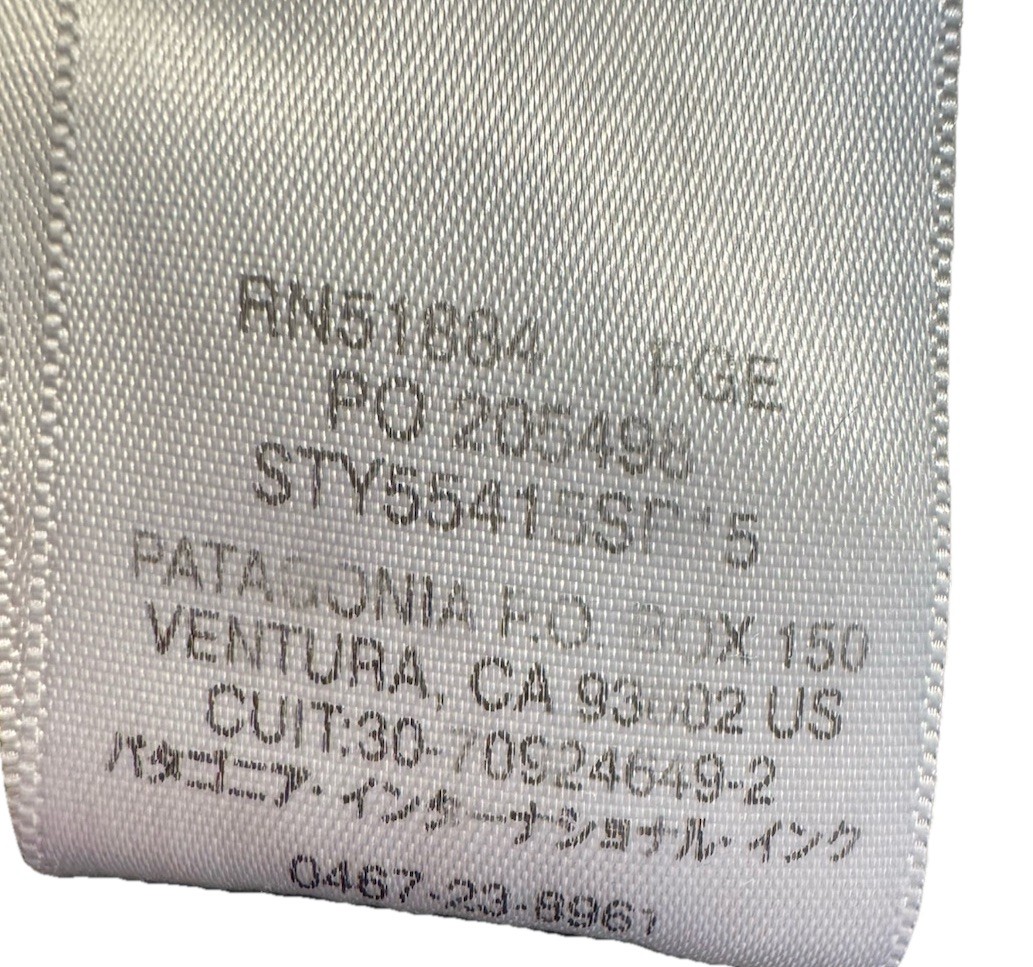 RN51884 FGE
PO 205498
STY55415SP15
PATAGONIA P.O. BOX 150
VENTURA, CA 93002 US
CUIT:30-70924649-2
パタゴニア・インターナショナル・インク
0467-23-8961